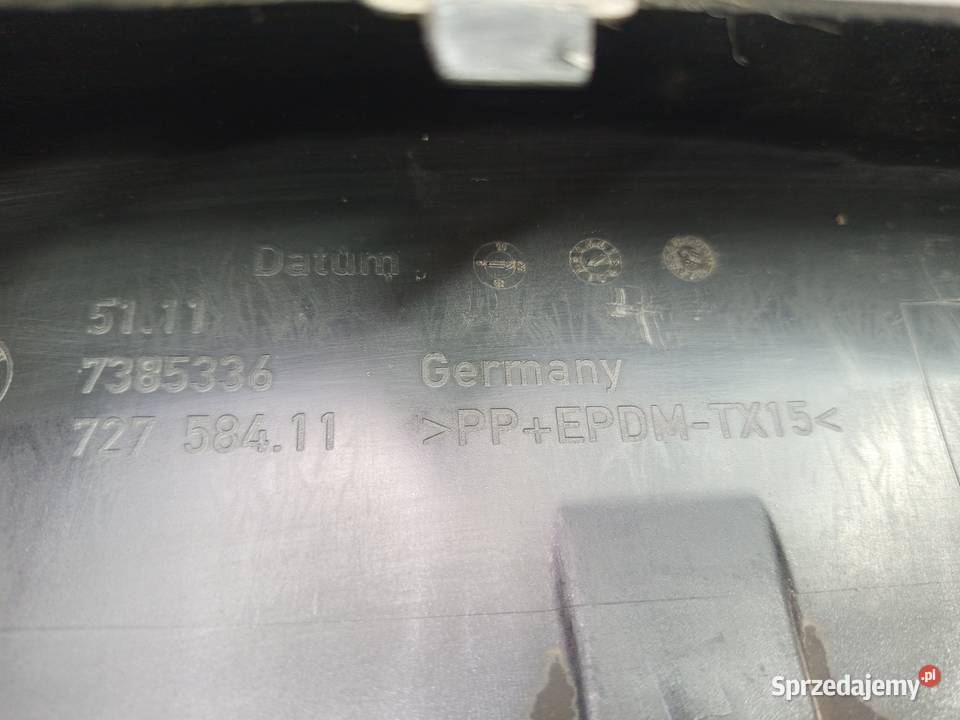 Datum
51.11
7385336 Germany
727 584.11 >PP+EPDM-TX15<
Sprzedajemy.pl